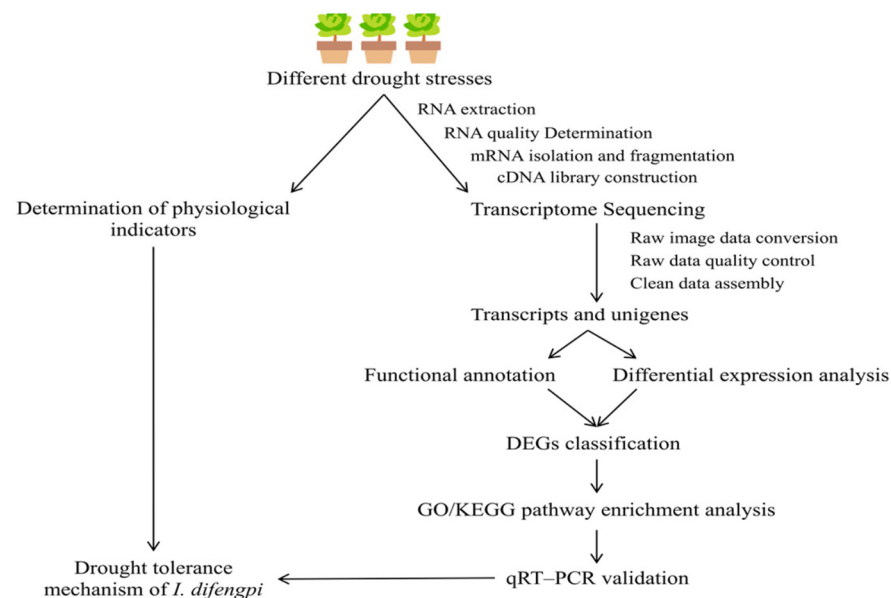 Different drought stresses
RNA extraction
RNA quality Determination
mRNA isolation and fragmentation
cDNA library construction
Determination of physiological
indicators
Transcriptome Sequencing
Raw image data conversion
Raw data quality control
Clean data assembly
Transcripts and unigenes
Functional annotation
Differential expression analysis
DEGs classification
GO/KEGG pathway enrichment analysis
Drought tolerance
mechanism of I. difengpi
qRT–PCR validation